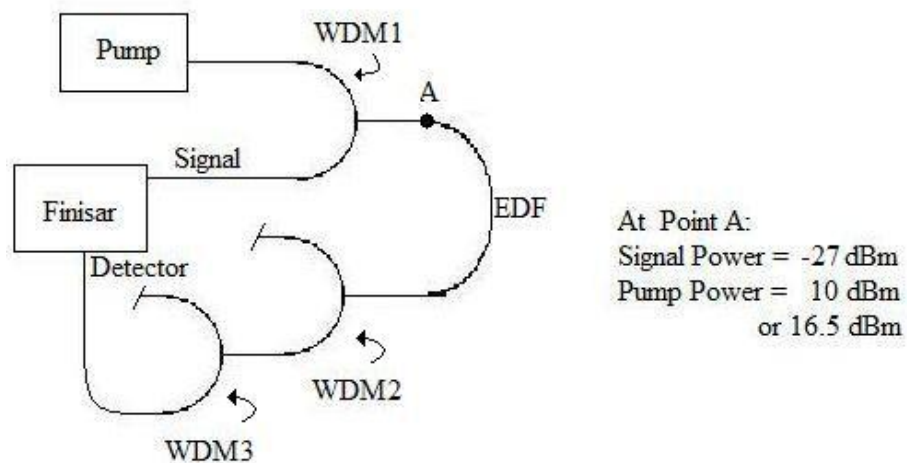 Pump
WDM1
A
Signal
Finisar
EDF
Detector
WDM2
WDM3
At Point A:
Signal Power = -27 dBm
Pump Power = 10 dBm
or 16.5 dBm